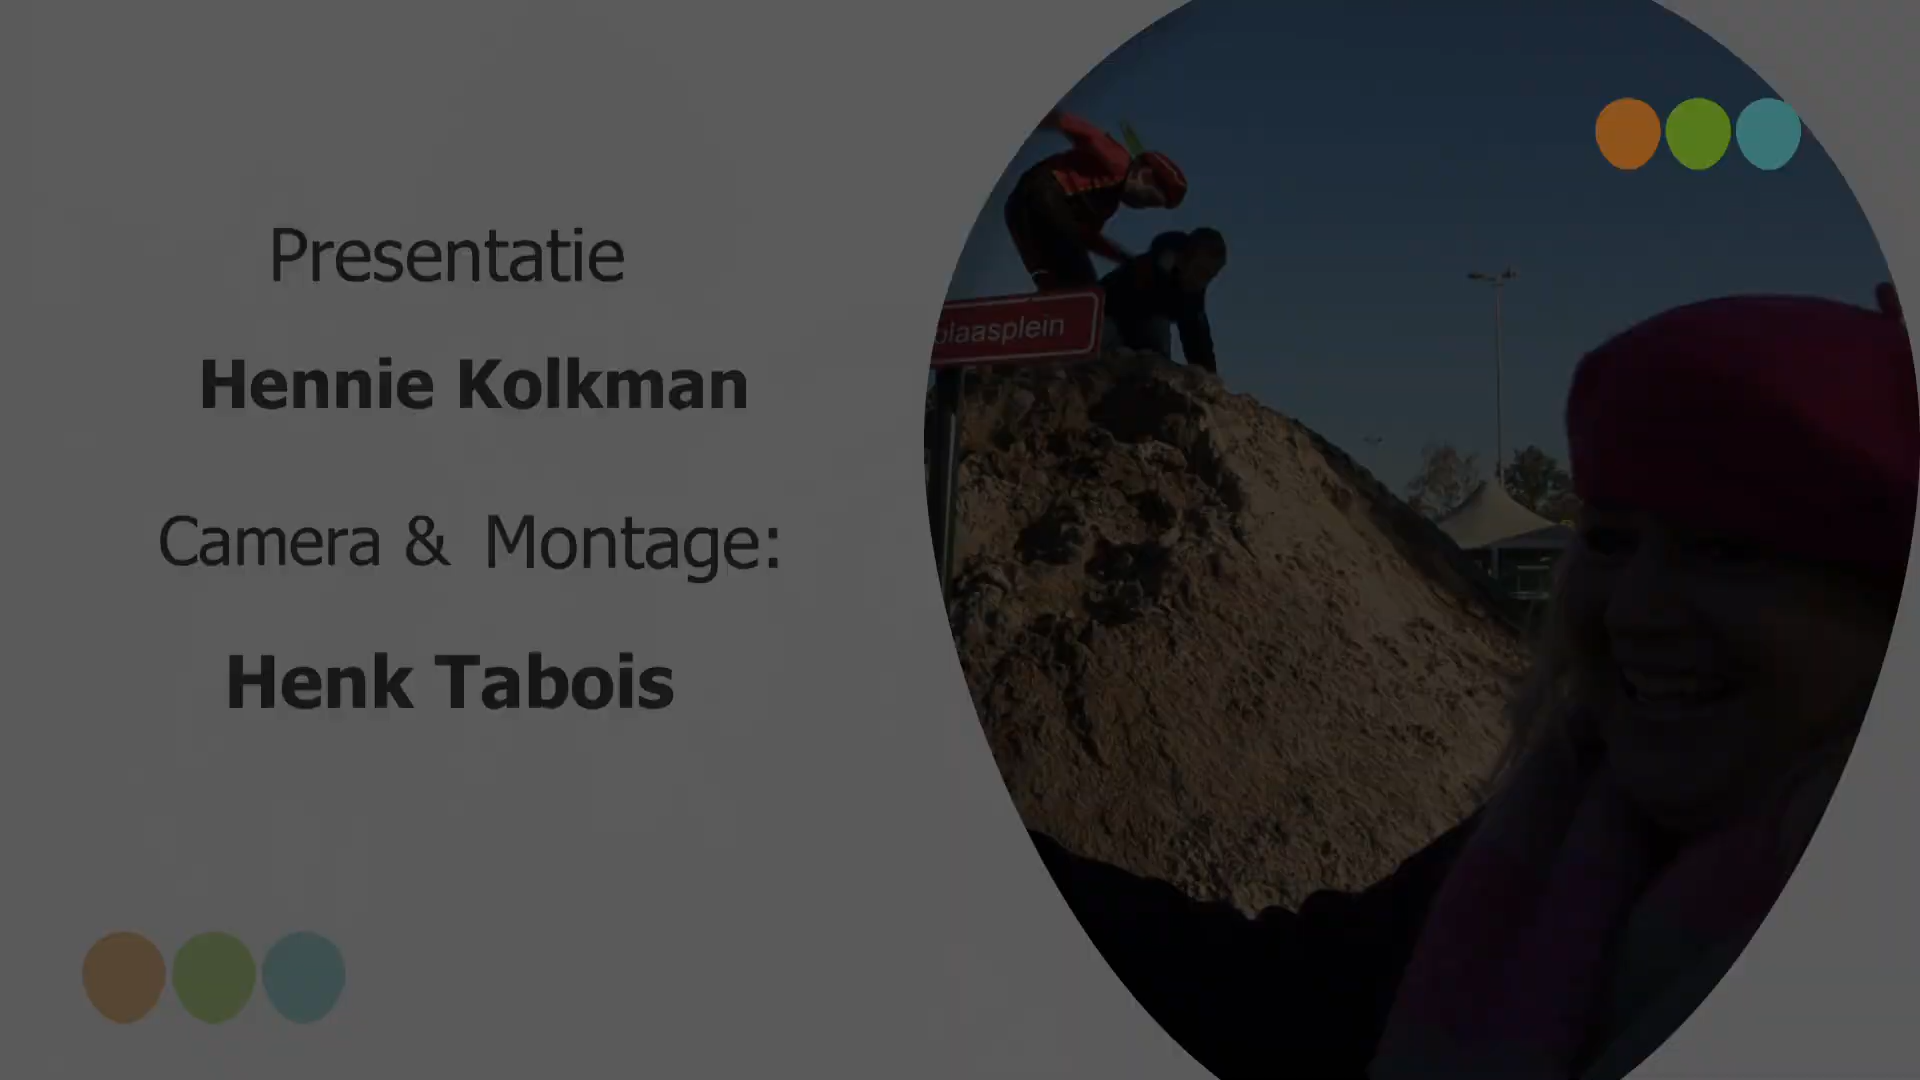 Presentatie
Hennie Kolkman
Camera & Montage:
Henk Tabois
laasplein